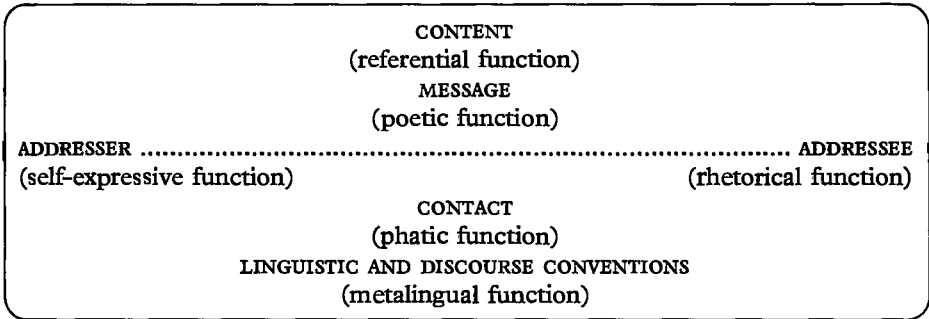 CONTENT
(referential function)
MESSAGE
(poetic function)
ADDRESSER ........................................................................... ADDRESSEE
(self-expressive function) (rhetorical function)
CONTACT
(phatic function)
LINGUISTIC AND DISCOURSE CONVENTIONS
(metalingual function)